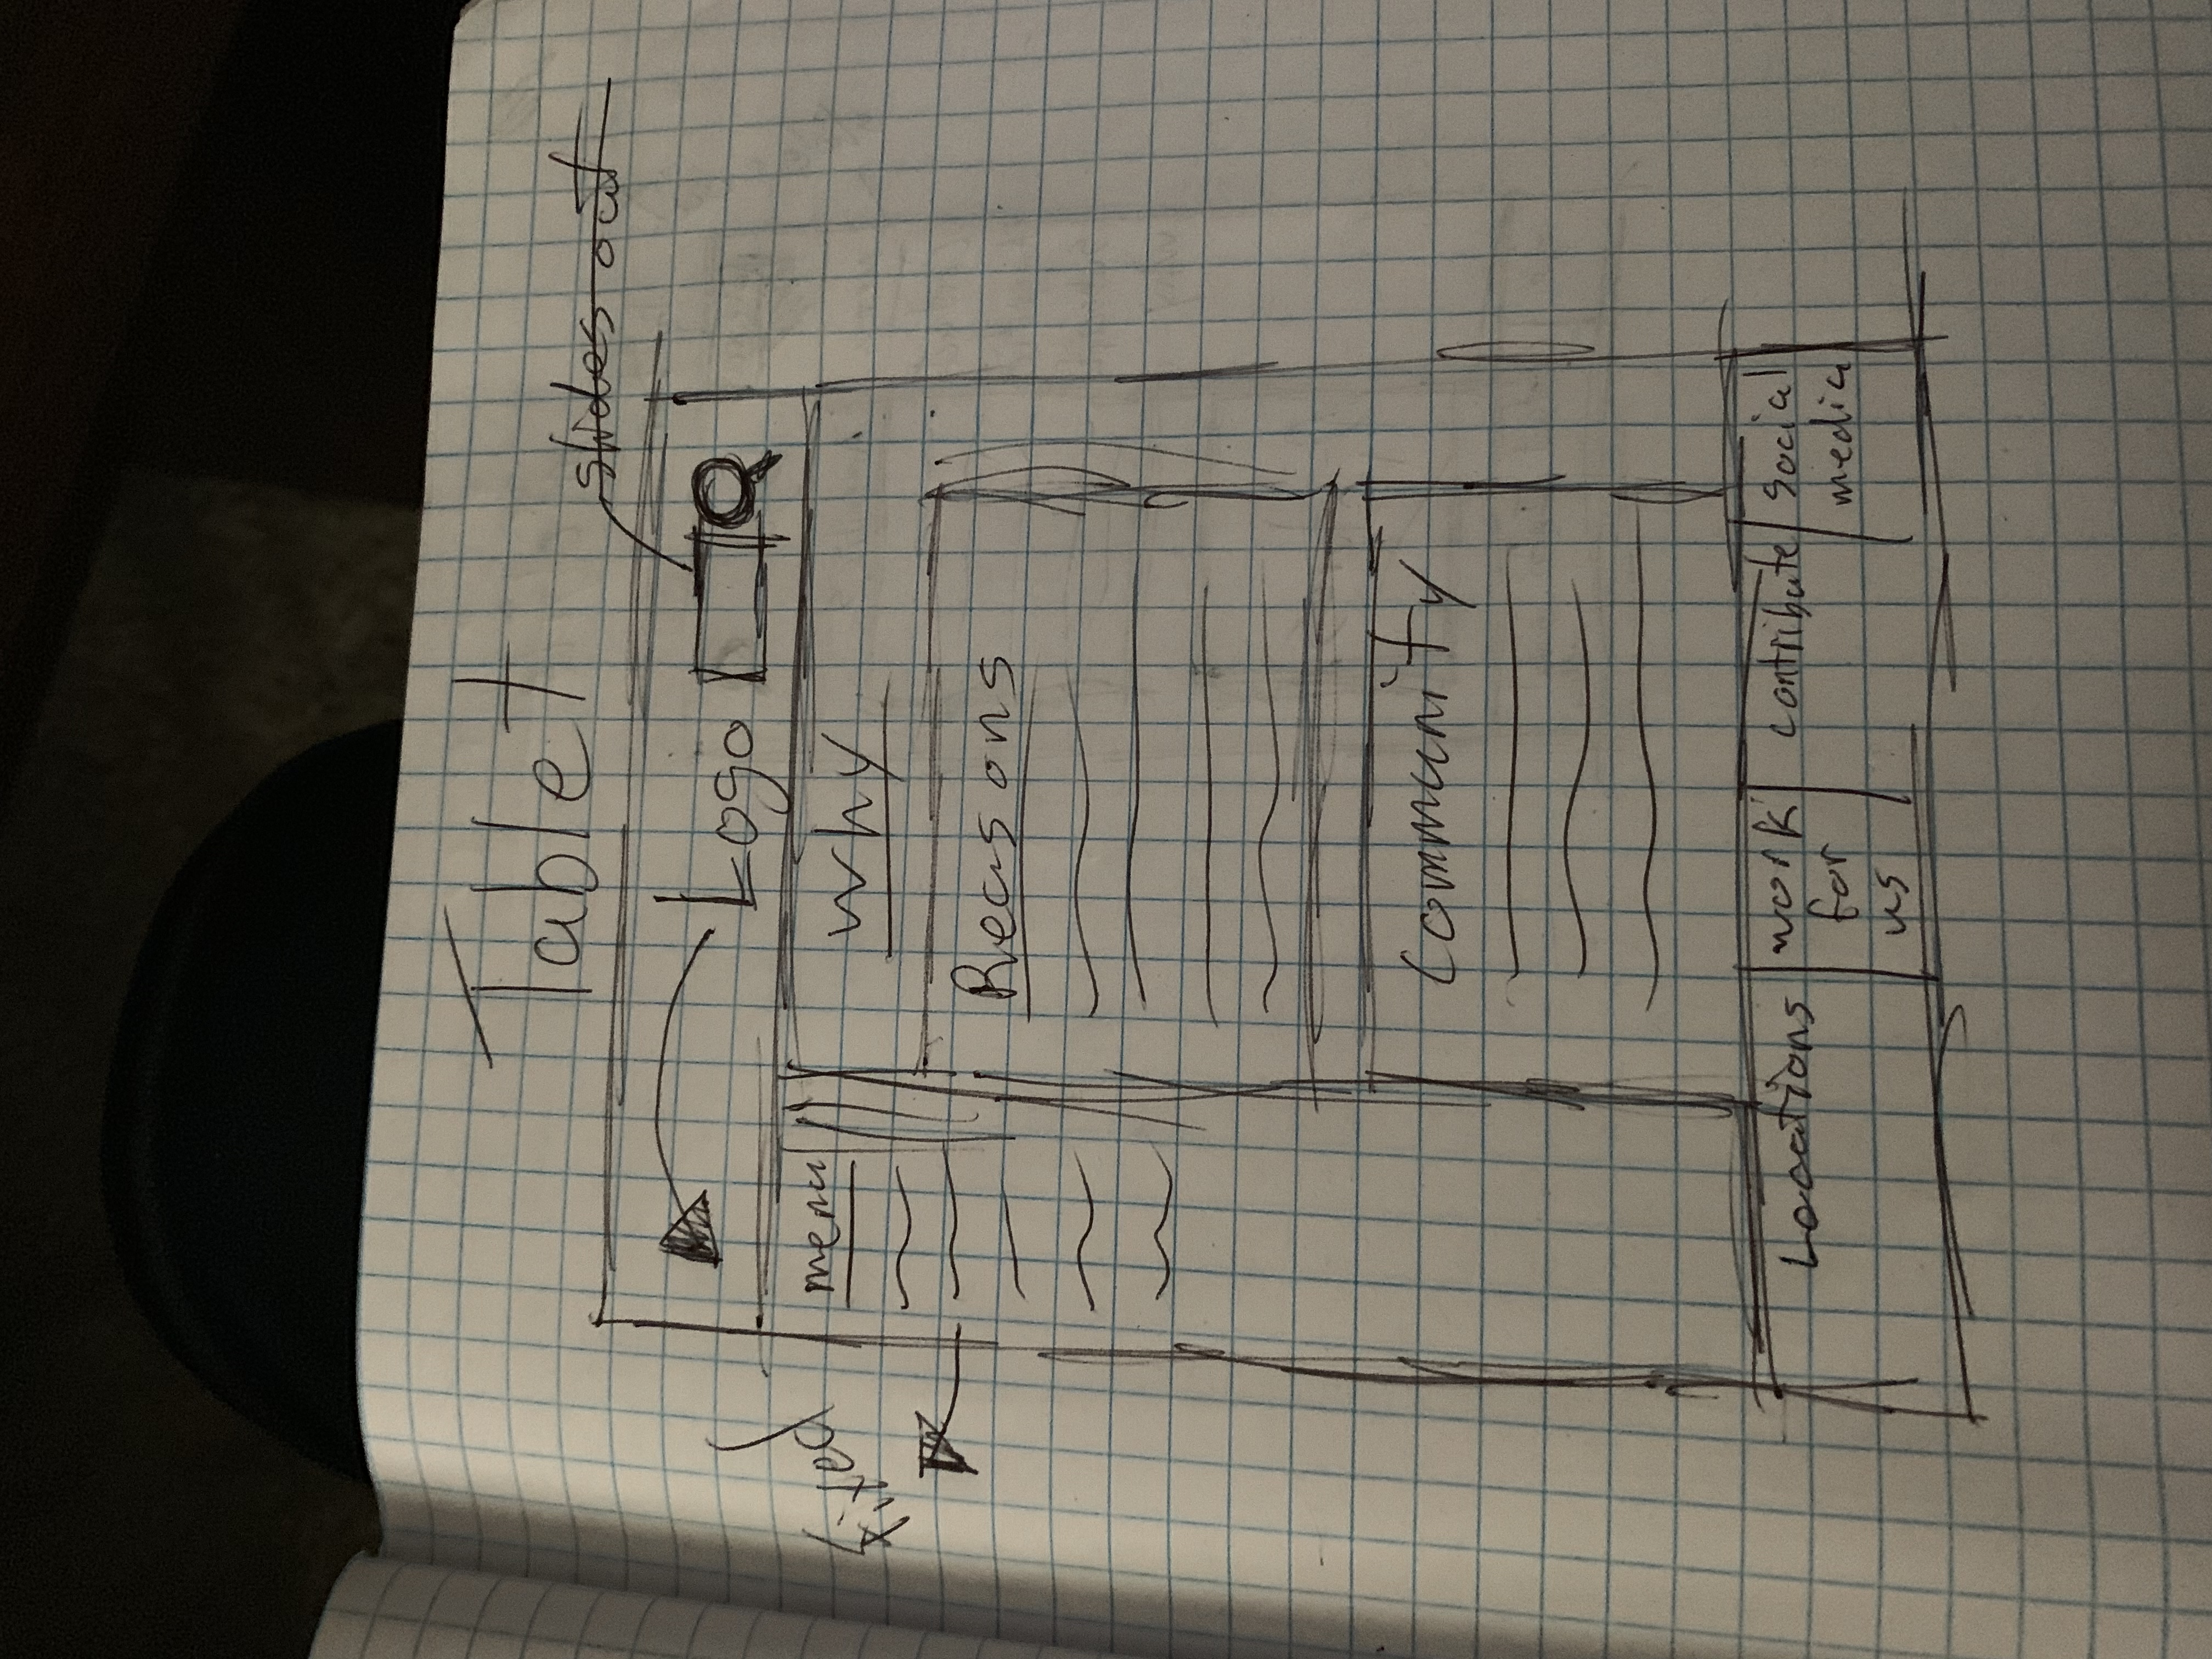 Tablet
slides out
Logo
Fixed
menu
Why
Reasons
Community
Locations
work for us
contribute
social media